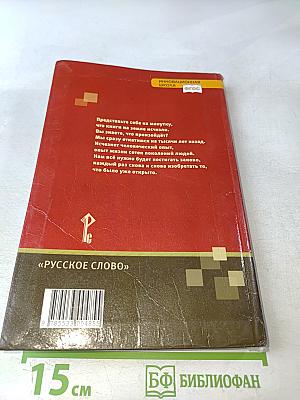 ИННОВАЦИОННАЯ
ШКОЛА
ФГОС
Представьте себе на минутку,
что книги на земле исчезли.
Вы знаете, что произойдёт?
Мы сразу откатимся на тысячи лет назад.
Исчезнет человеческий опыт,
опыт жизни сотен поколений людей.
Нам всё нужно будет постигать заново,
каждый раз снова и снова изобретать то,
что было уже открыто.
Рс
«РУССКОЕ СЛОВО»
15 см
БФ БИБЛИОФАН